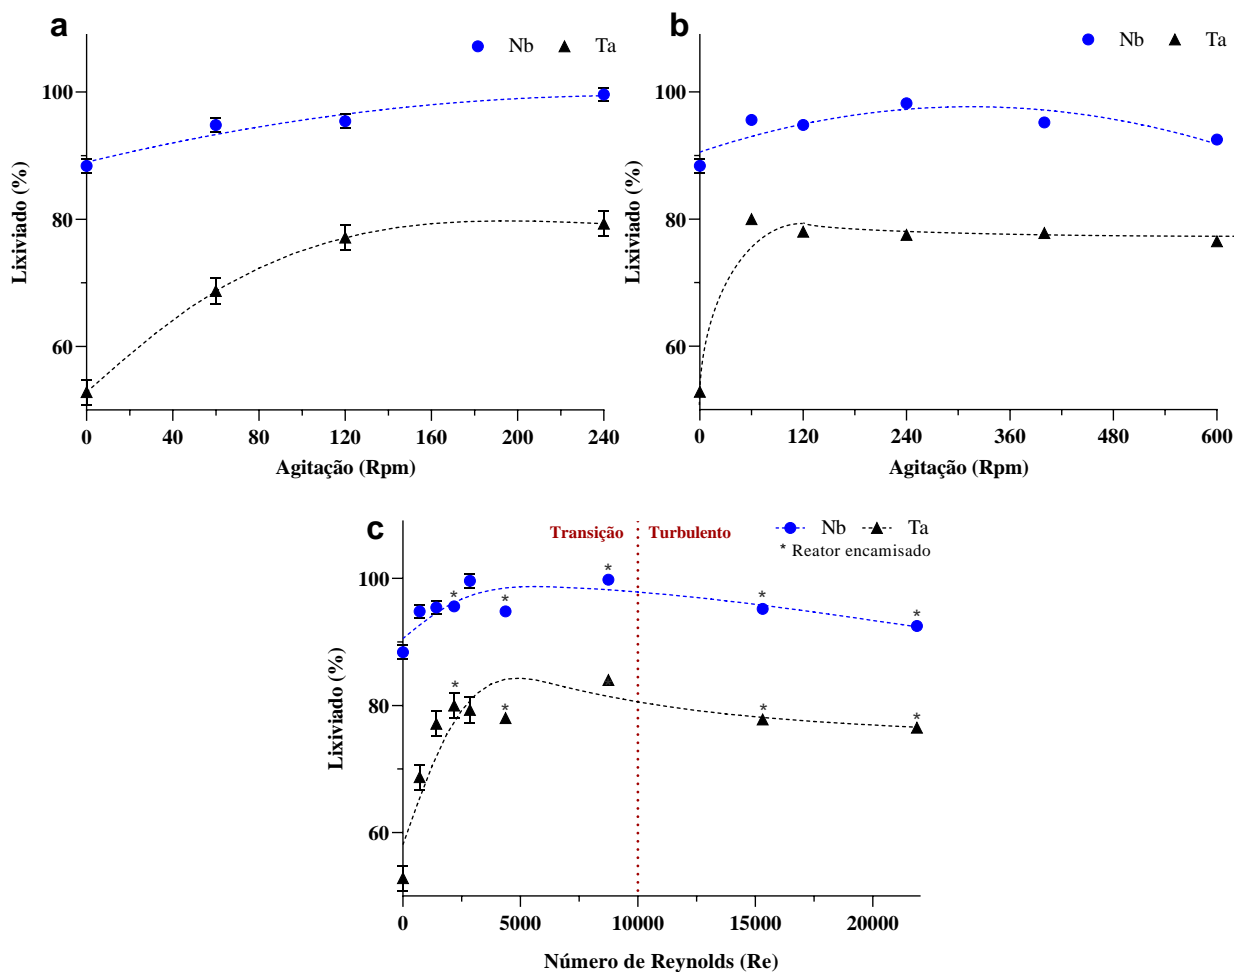 a
Nb Ta
100
80
60
Lixiviado (%)
0 40 80 120 160 200 240
Agitação (Rpm)
b
Nb Ta
100
80
60
Lixiviado (%)
0 120 240 360 480 600
Agitação (Rpm)
c
Transição Turbulento
Nb Ta
* Reator encamisado
* * * *
* * * *
100
80
60
Lixiviado (%)
0 5000 10000 15000 20000
Número de Reynolds (Re)